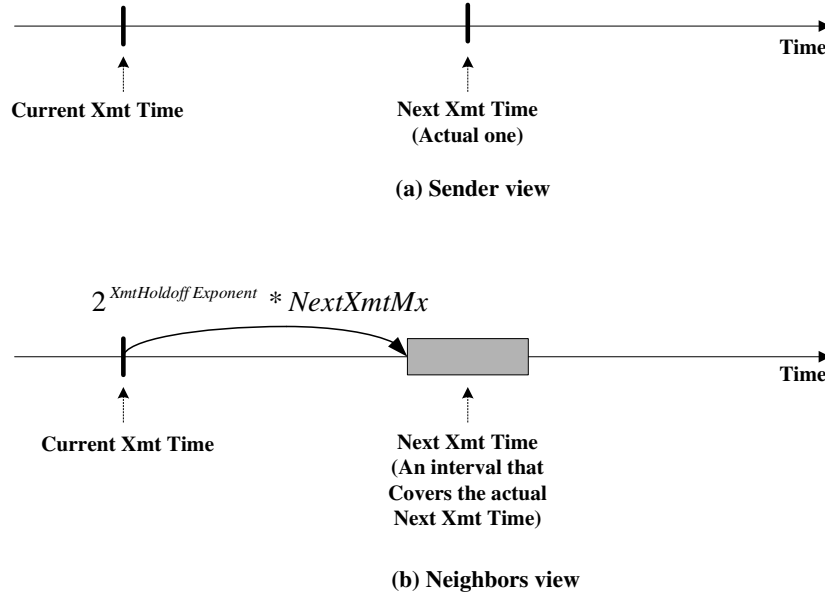 Time
Current Xmt Time
Next Xmt Time
(Actual one)
(a) Sender view
2^XmtHoldoff Exponent * NextXmtMx
Time
Current Xmt Time
Next Xmt Time
(An interval that
Covers the actual
Next Xmt Time)
(b) Neighbors view